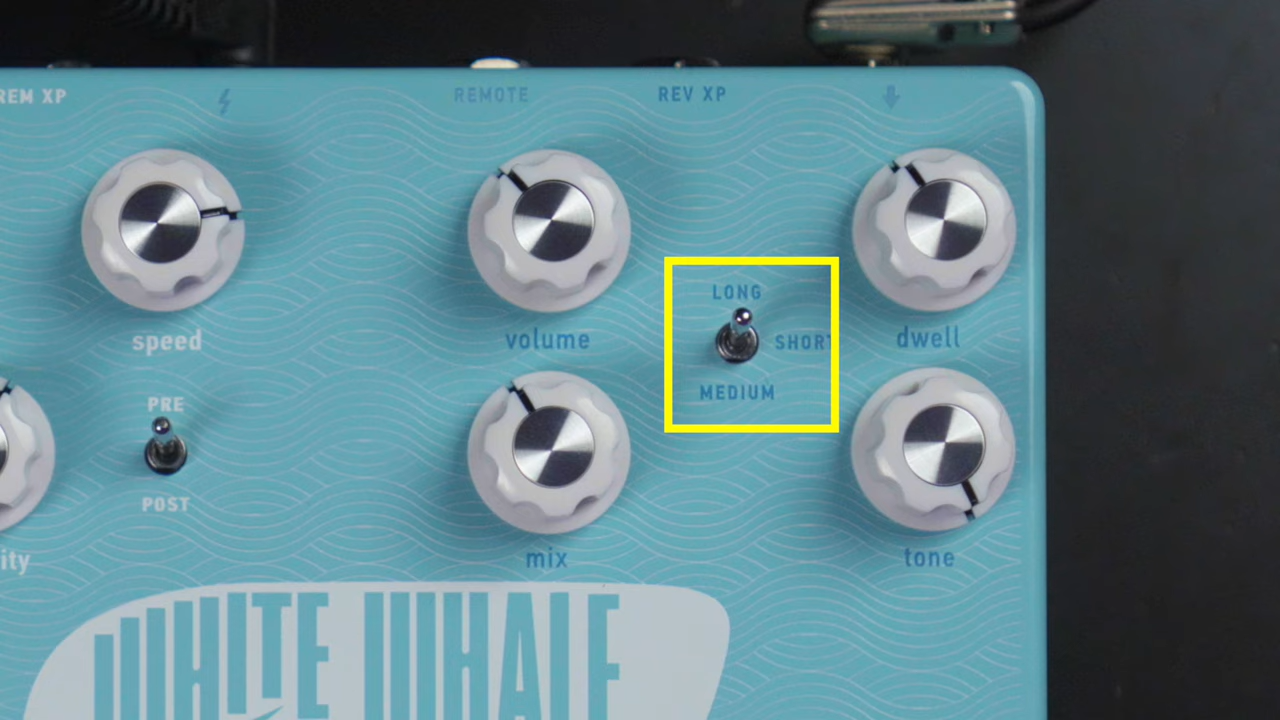 REM XP
REMOTE
REV XP
speed
volume
LONG
SHORT
MEDIUM
dwell
PRE
POST
ity
mix
tone
WHITE WHALE